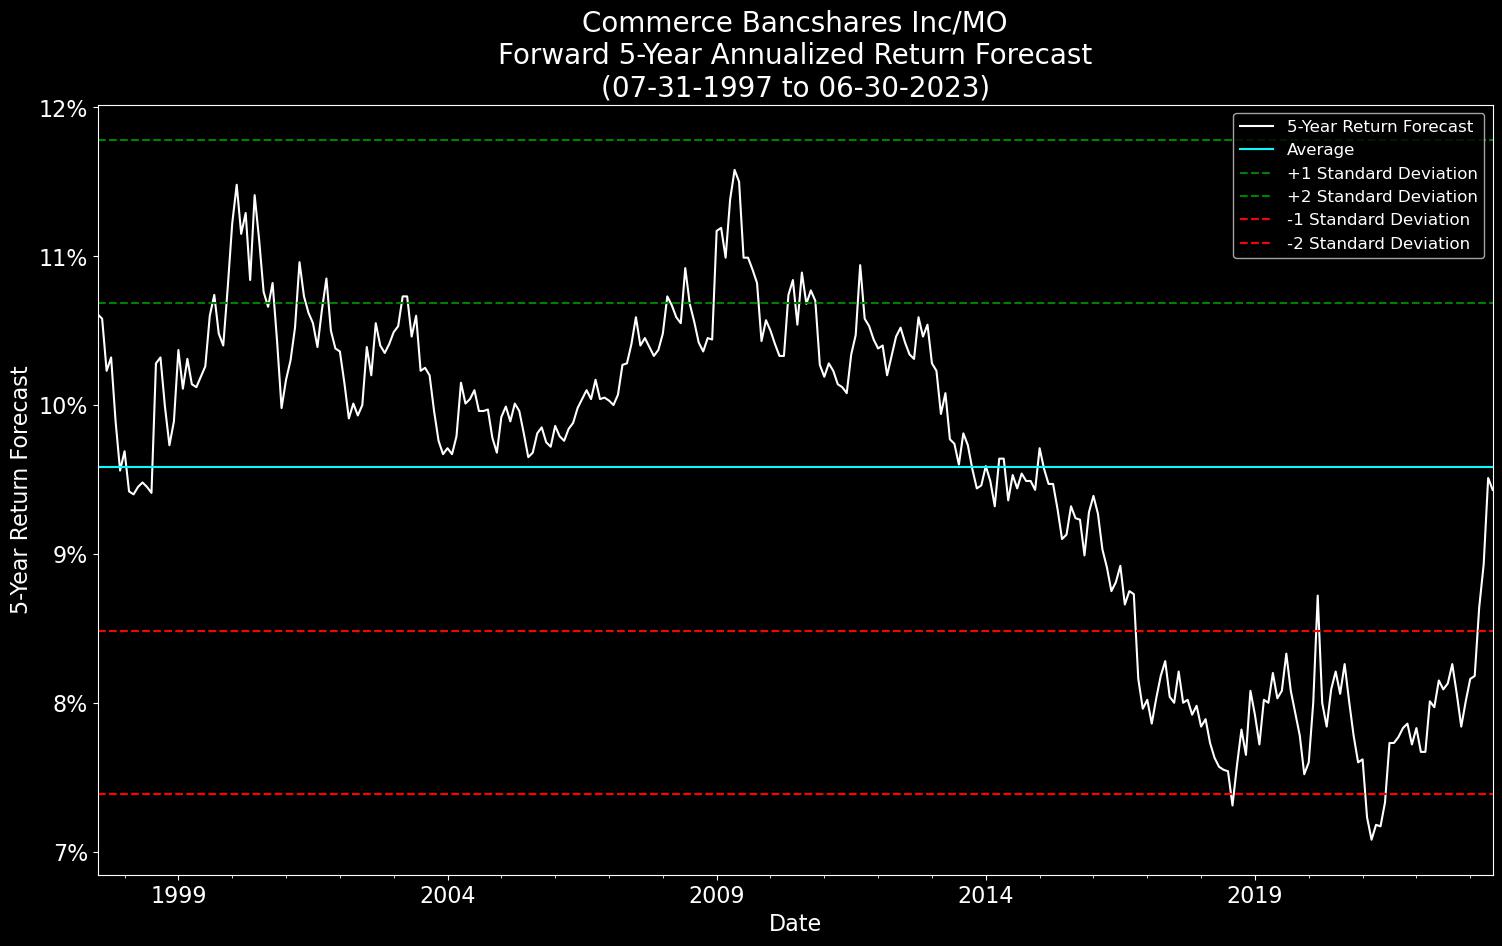 Commerce Bancshares Inc/MO
Forward 5-Year Annualized Return Forecast
(07-31-1997 to 06-30-2023)
12%
11%
10%
9%
8%
7%
5-Year Return Forecast
5-Year Return Forecast
Average
+1 Standard Deviation
+2 Standard Deviation
-1 Standard Deviation
-2 Standard Deviation
1999 2004 2009 2014 2019
Date